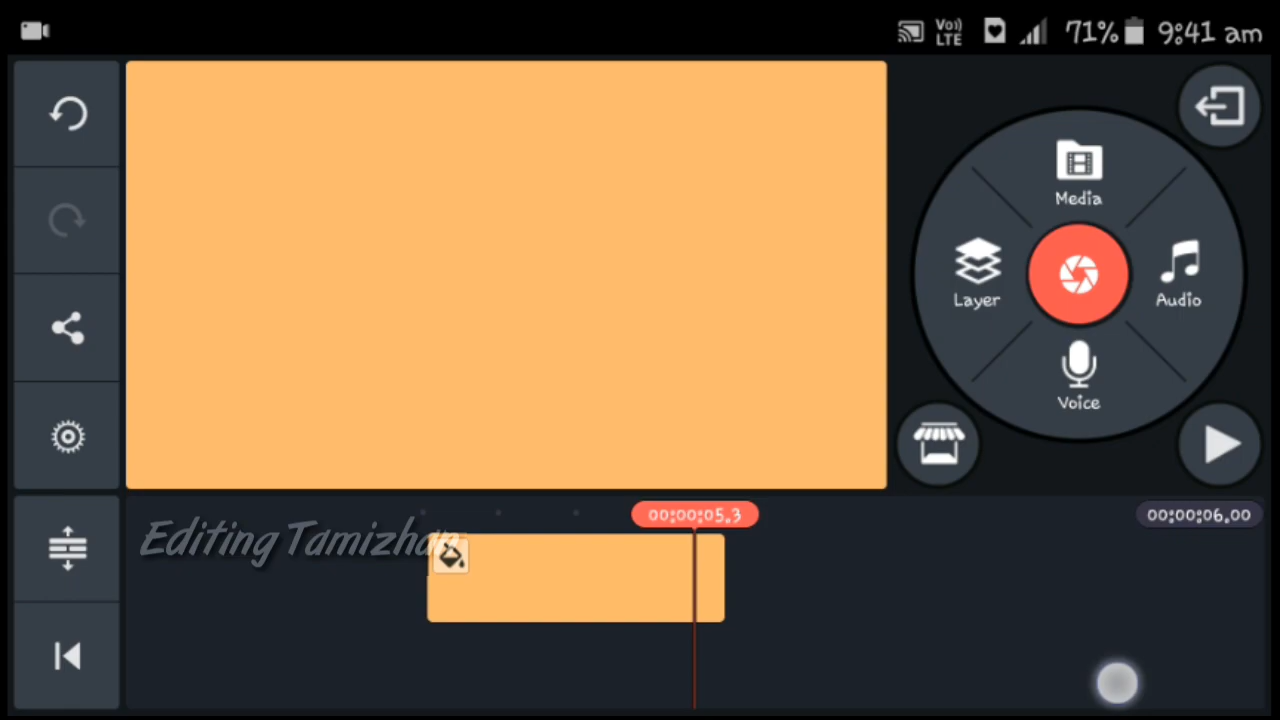 Vo))
LTE
71%
9:41 am
Media
Layer
Audio
Voice
00:00:05.3
00:00:06.00
Editing Tamizhan